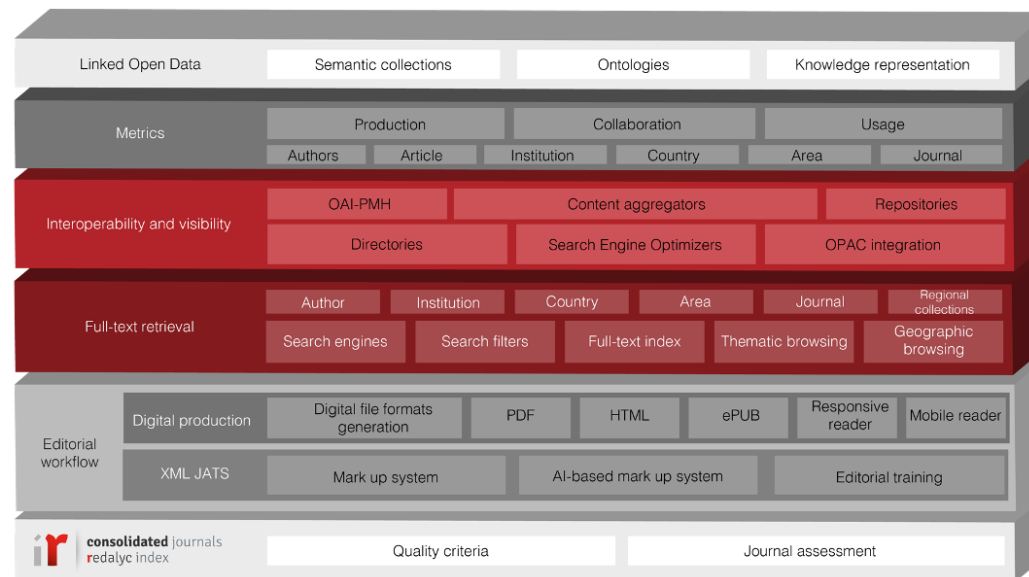 Linked Open Data
Semantic collections
Ontologies
Knowledge representation
Metrics
Production
Collaboration
Usage
Authors
Article
Institution
Country
Area
Journal
Interoperability and visibility
OAI-PMH
Content aggregators
Repositories
Directories
Search Engine Optimizers
OPAC integration
Full-text retrieval
Author
Institution
Country
Area
Journal
Regional
collections
Search engines
Search filters
Full-text index
Thematic browsing
Geographic
browsing
Editorial
workflow
Digital production
Digital file formats
generation
PDF
HTML
ePUB
Responsive
reader
Mobile reader
XML JATS
Mark up system
AI-based mark up system
Editorial training
ir
consolidated journals
redalyc index
Quality criteria
Journal assessment